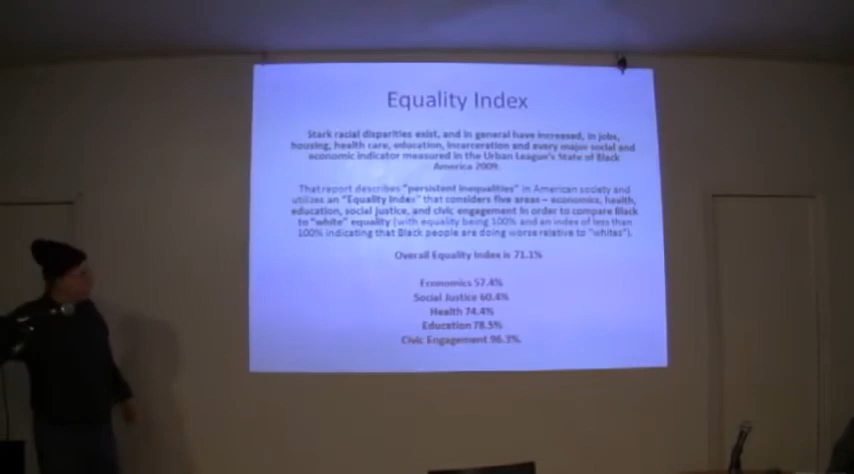 Equality Index
Stark racial disparities exist, and in general have increased, in jobs,
housing, health care, education, incarceration and every major social and
economic indicator measured in the Urban League's State of Black
America 2009.
That report describes "persistent inequalities" in American society and
utilizes an "Equality Index" that considers five areas – economics, health,
education, social justice, and civic engagement in order to compare Black
to "white" equality (with equality being 100% and an index of less than
100% indicating that Black people are doing worse relative to "whites").
Overall Equality Index is 71.1%
Economics 57.4%
Social Justice 60.4%
Health 74.4%
Education 78.5%
Civic Engagement 96.3%